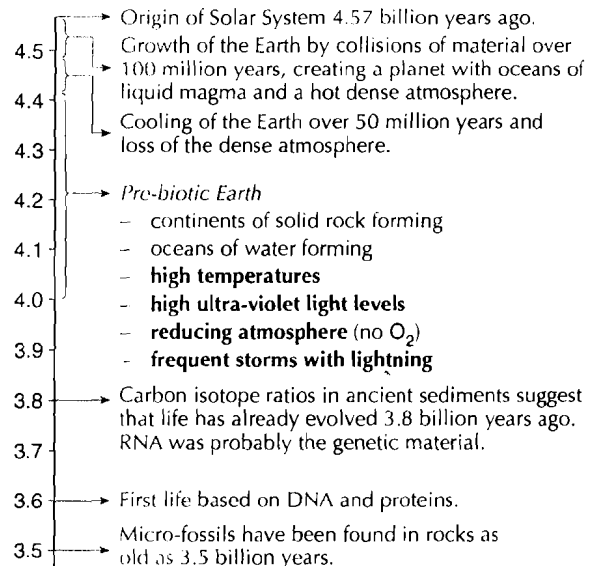 Origin of Solar System 4.57 billion years ago.
4.5
Growth of the Earth by collisions of material over
100 million years, creating a planet with oceans of
liquid magma and a hot dense atmosphere.
4.4
Cooling of the Earth over 50 million years and
loss of the dense atmosphere.
4.3
4.2
Pre-biotic Earth
– continents of solid rock forming
4.1
– oceans of water forming
– high temperatures
4.0
– high ultra-violet light levels
– reducing atmosphere (no O₂)
3.9
– frequent storms with lightning
3.8
Carbon isotope ratios in ancient sediments suggest
that life has already evolved 3.8 billion years ago.
RNA was probably the genetic material.
3.7
3.6
First life based on DNA and proteins.
3.5
Micro-fossils have been found in rocks as
old as 3.5 billion years.